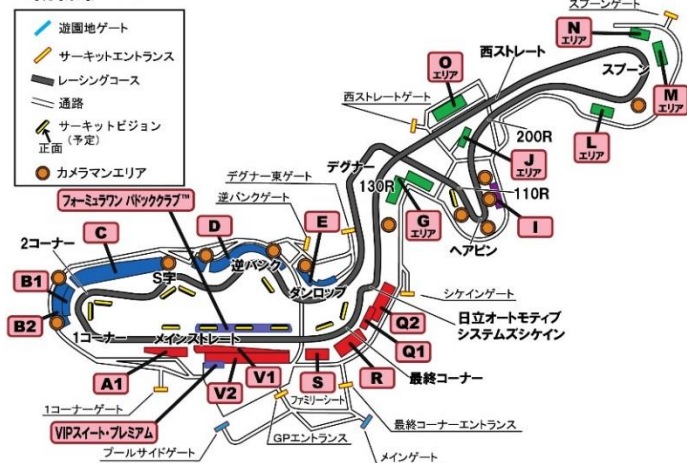 遊園地ゲート
サーキットエントランス
レーシングコース
通路
サーキットビジョン
(予定)
正面
カメラマンエリア
スプーンゲート
N
エリア
スプーン
M
エリア
O
エリア
西ストレート
西ストレートゲート
L
エリア
200R
J
エリア
デグナー
130R
110R
デグナー東ゲート
G
エリア
I
ヘアピン
フォーミュラワン パドッククラブ™
逆バンクゲート
E
D
C
2コーナー
S字
逆バンク
ダンロップ
シケインゲート
B1
B2
1コーナー
メインストレート
日立オートモティブ
システムズシケイン
Q2
Q1
最終コーナー
A1
V1
V2
S
R
ファミリーシート
1コーナーゲート
VIPスイート・プレミアム
プールサイドゲート
GPエントランス
最終コーナーエントランス
メインゲート